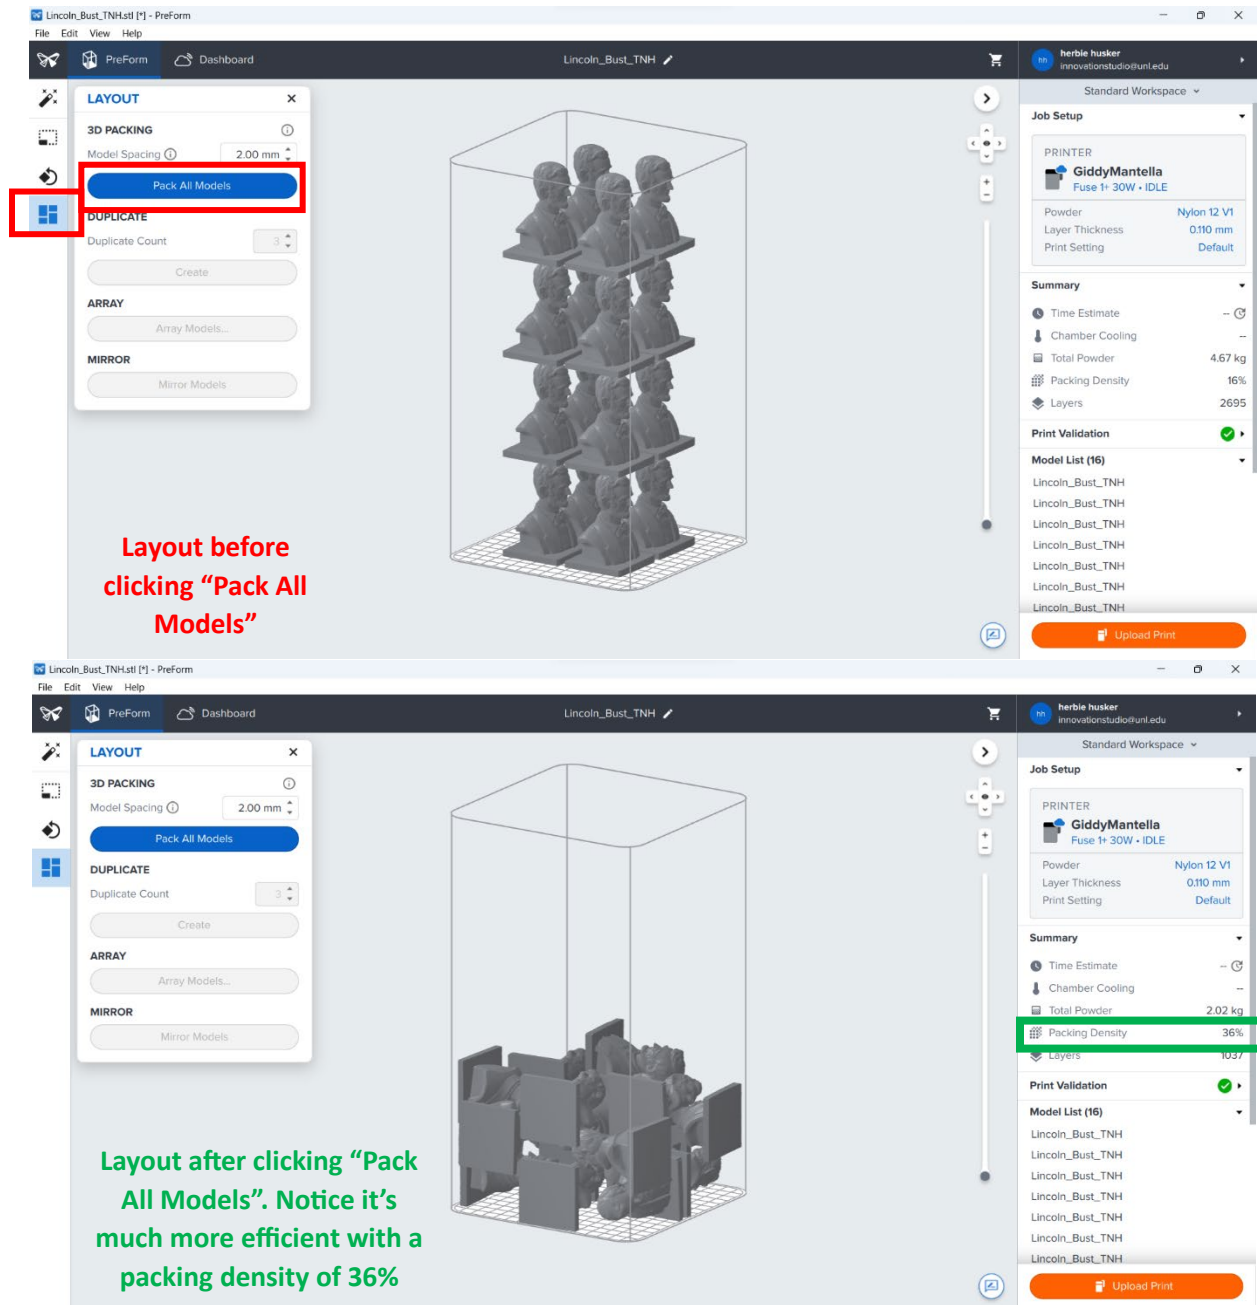 Lincoln_Bust_TNH.stl [*] - PreForm
File Edit View Help
PreForm Dashboard Lincoln_Bust_TNH
hh herbie husker
innovationstudio@unl.edu
Standard Workspace
LAYOUT
3D PACKING
Model Spacing 2.00 mm
Pack All Models
DUPLICATE
Duplicate Count 3
Create
ARRAY
Array Models...
MIRROR
Mirror Models
Layout before
clicking “Pack All
Models”
Job Setup
PRINTER
GiddyMantella
Fuse 1+ 30W • IDLE
Powder Nylon 12 V1
Layer Thickness 0.110 mm
Print Setting Default
Summary
Time Estimate --
Chamber Cooling --
Total Powder 4.67 kg
Packing Density 16%
Layers 2695
Print Validation
Model List (16)
Lincoln_Bust_TNH
Lincoln_Bust_TNH
Lincoln_Bust_TNH
Lincoln_Bust_TNH
Lincoln_Bust_TNH
Lincoln_Bust_TNH
Lincoln_Bust_TNH
Upload Print
Lincoln_Bust_TNH.stl [*] - PreForm
File Edit View Help
PreForm Dashboard Lincoln_Bust_TNH
hh herbie husker
innovationstudio@unl.edu
Standard Workspace
LAYOUT
3D PACKING
Model Spacing 2.00 mm
Pack All Models
DUPLICATE
Duplicate Count 3
Create
ARRAY
Array Models...
MIRROR
Mirror Models
Layout after clicking “Pack
All Models”. Notice it’s
much more efficient with a
packing density of 36%
Job Setup
PRINTER
GiddyMantella
Fuse 1+ 30W • IDLE
Powder Nylon 12 V1
Layer Thickness 0.110 mm
Print Setting Default
Summary
Time Estimate --
Chamber Cooling --
Total Powder 2.02 kg
Packing Density 36%
Layers 1037
Print Validation
Model List (16)
Lincoln_Bust_TNH
Lincoln_Bust_TNH
Lincoln_Bust_TNH
Lincoln_Bust_TNH
Lincoln_Bust_TNH
Lincoln_Bust_TNH
Lincoln_Bust_TNH
Upload Print